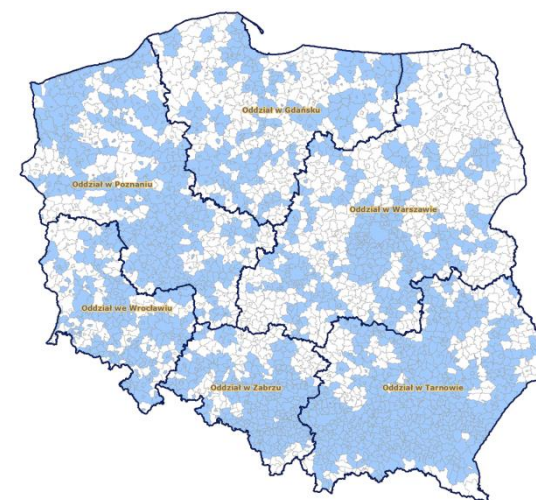 Oddział w Gdańsku
Oddział w Poznaniu
Oddział w Warszawie
Oddział we Wrocławiu
Oddział w Zabrzu
Oddział w Tarnowie